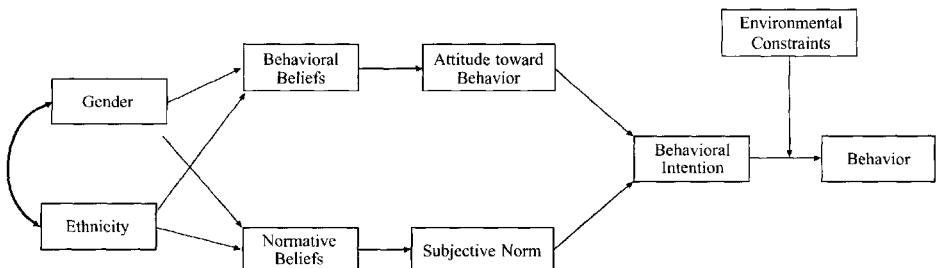 Environmental
Constraints
Behavioral
Beliefs
Attitude toward
Behavior
Gender
Behavioral
Intention
Behavior
Ethnicity
Normative
Beliefs
Subjective Norm